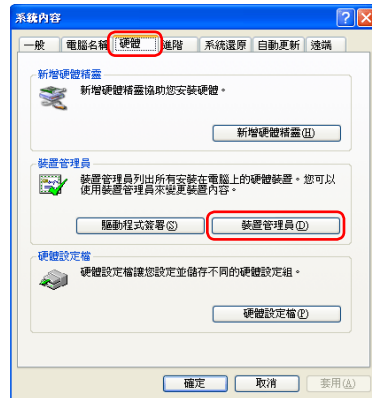 系統內容
一般 電腦名稱 硬體 進階 系統還原 自動更新 遠端
新增硬體精靈
新增硬體精靈協助您安裝硬體。
新增硬體精靈(H)
裝置管理員
裝置管理員列出所有安裝在電腦上的硬體裝置。您可以
使用裝置管理員來變更裝置內容。
驅動程式簽署(S) 裝置管理員(D)
硬體設定檔
硬體設定檔讓您設定並儲存不同的硬體設定組。
硬體設定檔(P)
確定 取消 套用(A)